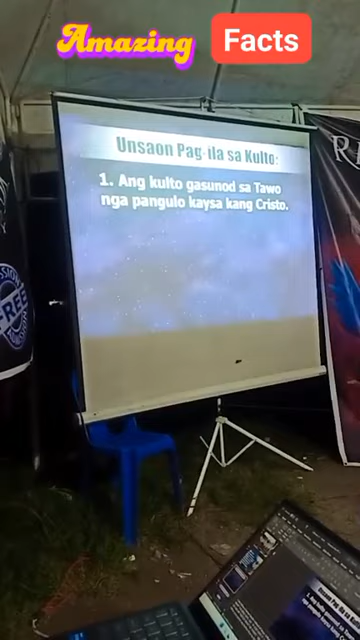 Amazing Facts
Unsaon Pag-ila sa Kulto:
1. Ang kulto gasunod sa Tawo
nga pangulo kaysa kang Cristo.
FREE